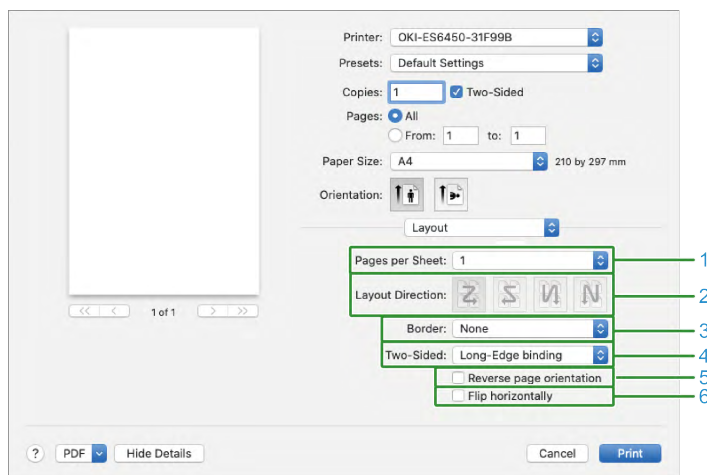 Printer: OKI-ES6450-31F99B
Presets: Default Settings
Copies: 1 Two-Sided
Pages: All
From: 1 to: 1
Paper Size: A4 210 by 297 mm
Orientation:
Layout
Pages per Sheet: 1 1
Layout Direction: 2
Border: None 3
Two-Sided: Long-Edge binding 4
Reverse page orientation 5
Flip horizontally 6
1 of 1
? PDF Hide Details Cancel Print